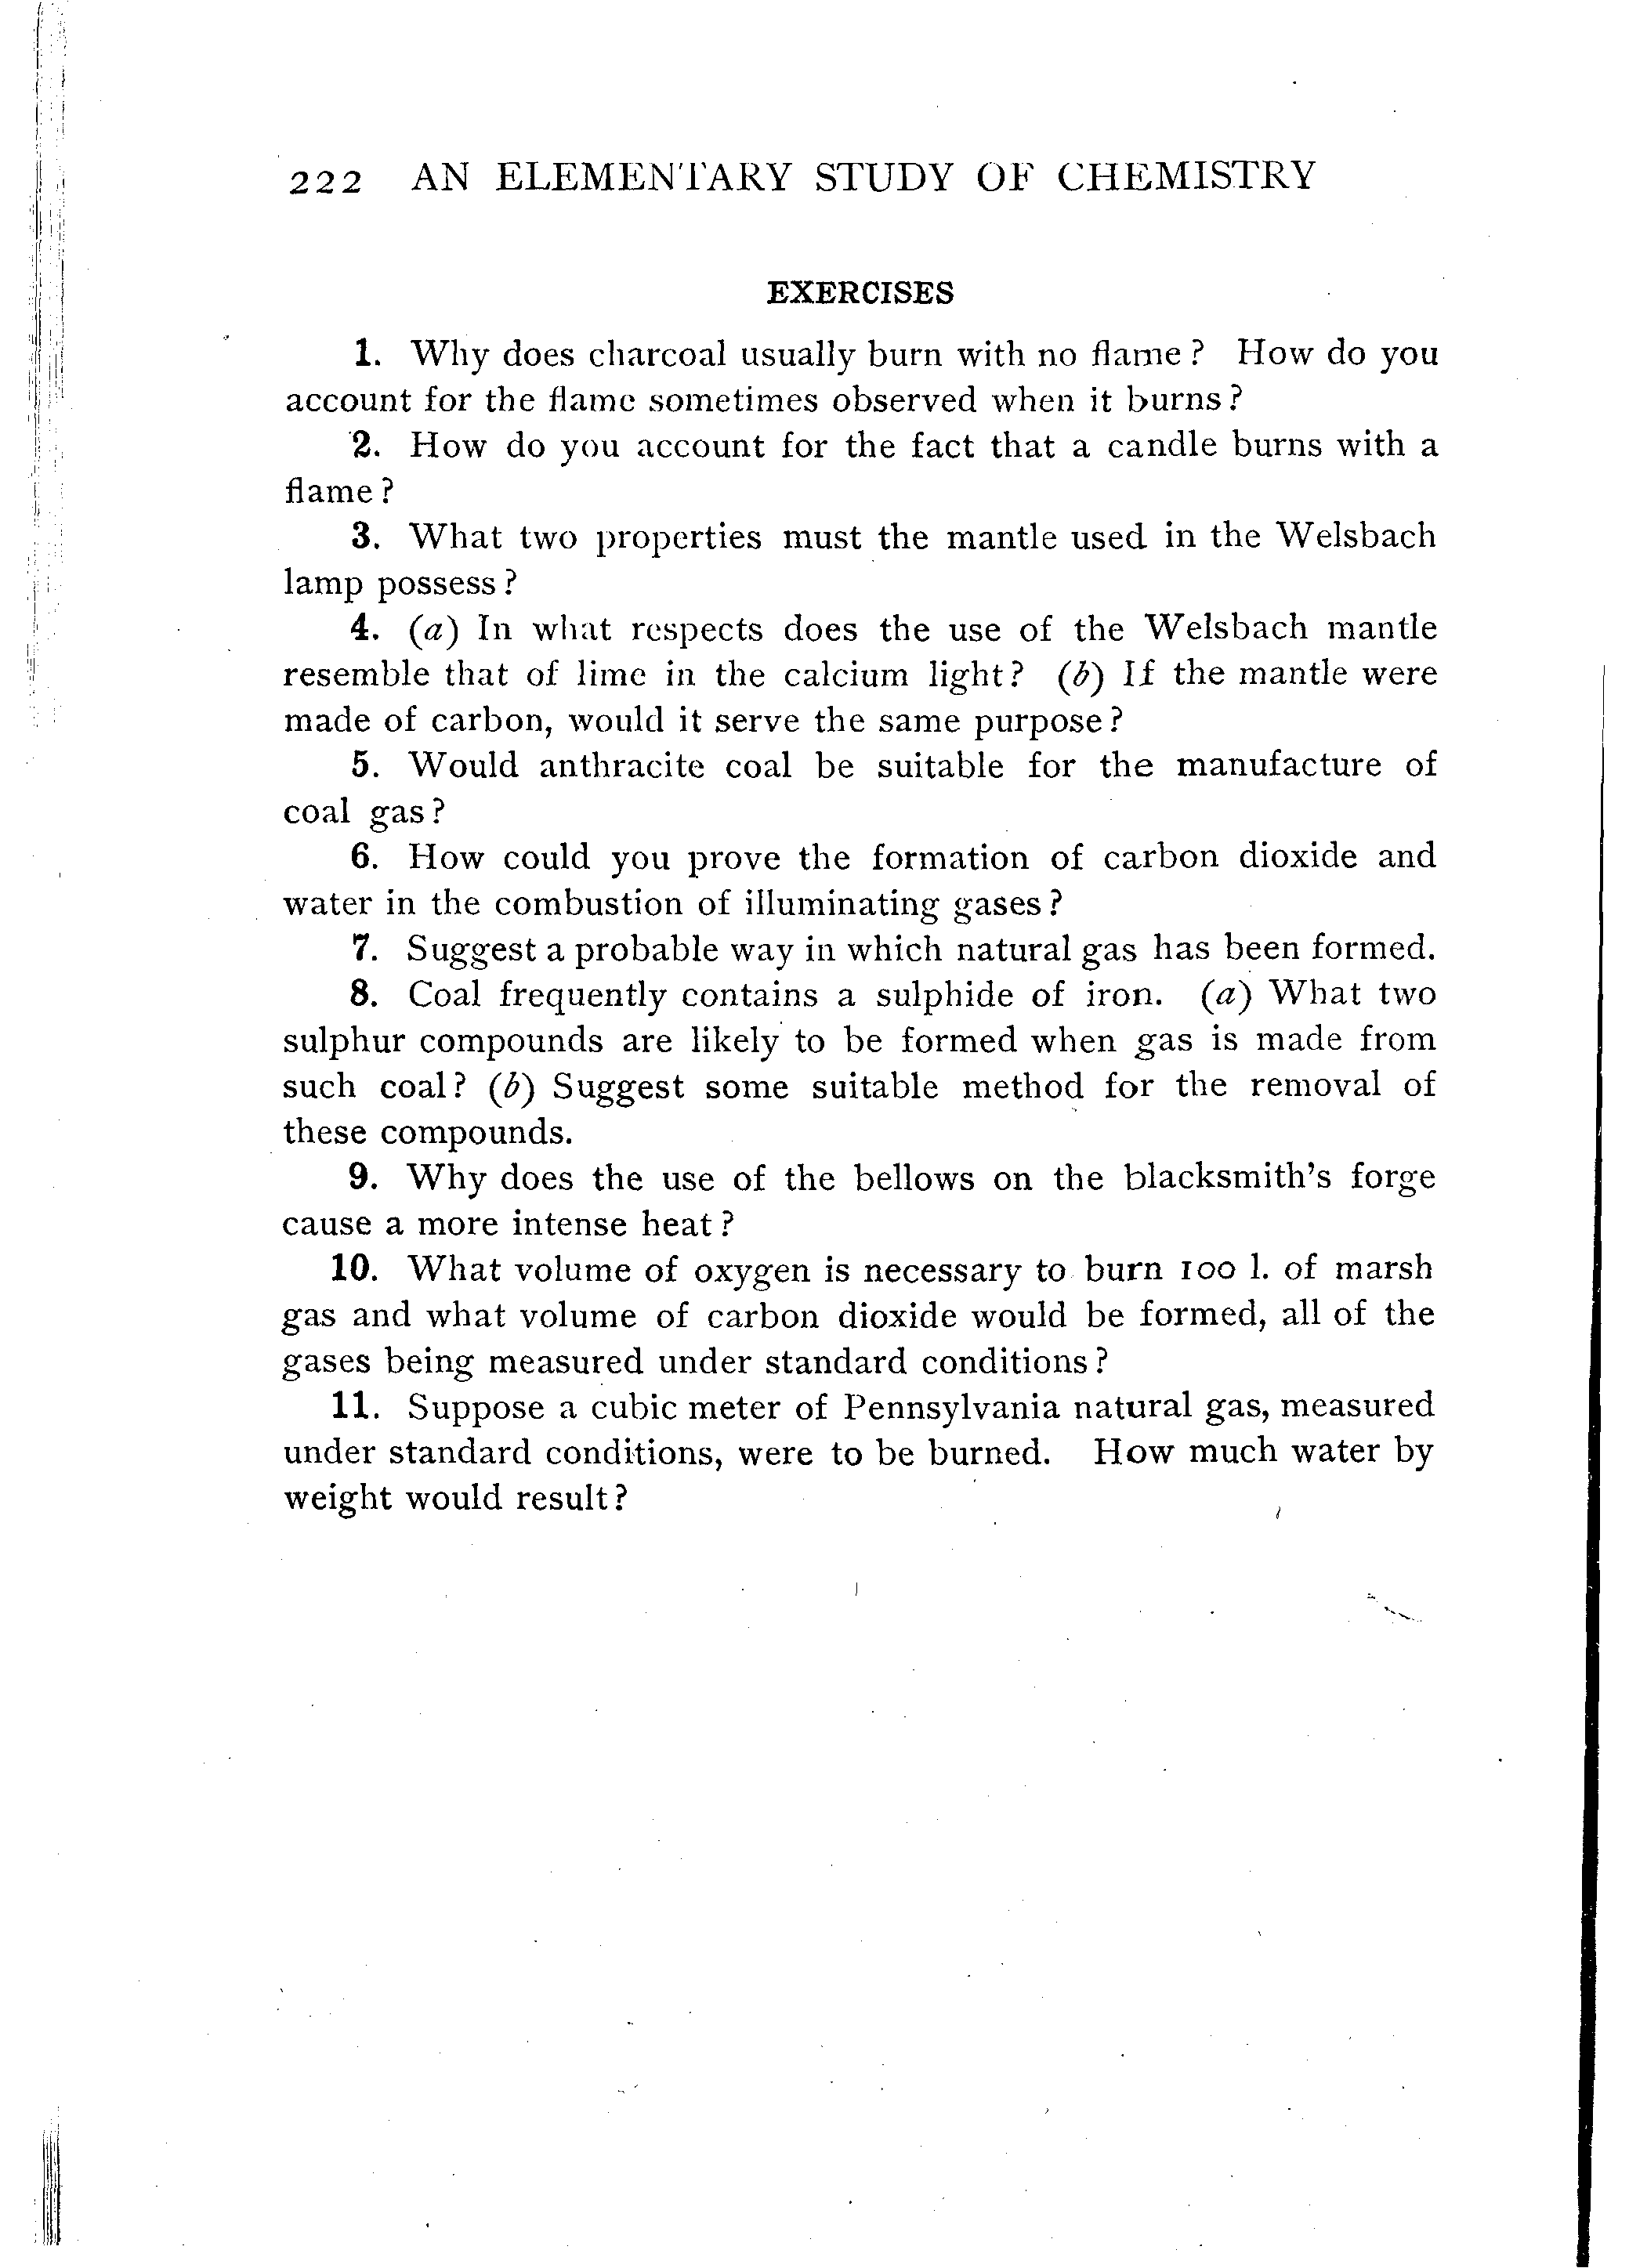 222 AN ELEMENTARY STUDY OF CHEMISTRY
EXERCISES
1. Why does charcoal usually burn with no flame? How do you
account for the flame sometimes observed when it burns?
2. How do you account for the fact that a candle burns with a
flame?
3. What two properties must the mantle used in the Welsbach
lamp possess?
4. (a) In what respects does the use of the Welsbach mantle
resemble that of lime in the calcium light? (b) If the mantle were
made of carbon, would it serve the same purpose?
5. Would anthracite coal be suitable for the manufacture of
coal gas?
6. How could you prove the formation of carbon dioxide and
water in the combustion of illuminating gases?
7. Suggest a probable way in which natural gas has been formed.
8. Coal frequently contains a sulphide of iron. (a) What two
sulphur compounds are likely to be formed when gas is made from
such coal? (b) Suggest some suitable method for the removal of
these compounds.
9. Why does the use of the bellows on the blacksmith's forge
cause a more intense heat?
10. What volume of oxygen is necessary to burn 100 l. of marsh
gas and what volume of carbon dioxide would be formed, all of the
gases being measured under standard conditions?
11. Suppose a cubic meter of Pennsylvania natural gas, measured
under standard conditions, were to be burned. How much water by
weight would result?